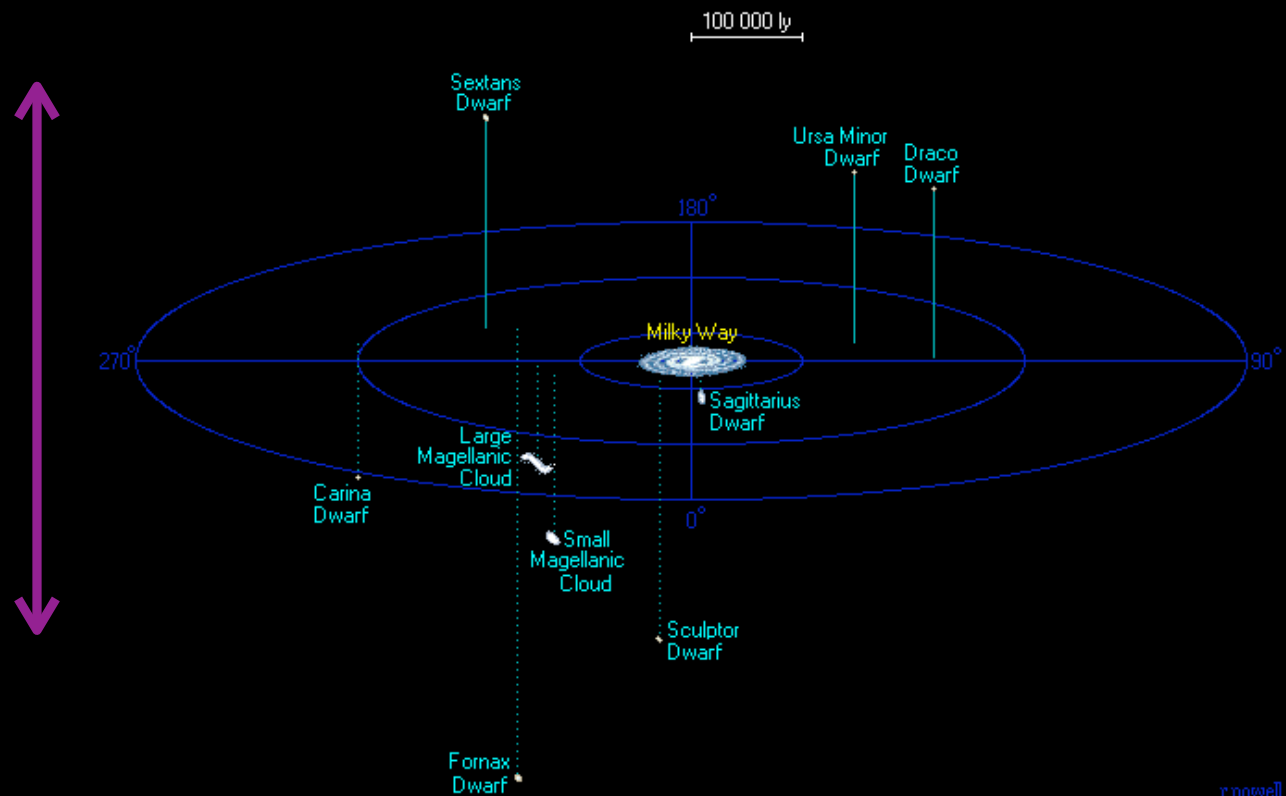 100 000 ly
Sextans
Dwarf
Ursa Minor
Dwarf
Draco
Dwarf
180°
Milky Way
270°
90°
Sagittarius
Dwarf
Large
Magellanic
Cloud
Carina
Dwarf
0°
Small
Magellanic
Cloud
Sculptor
Dwarf
Fornax
Dwarf
r.powell